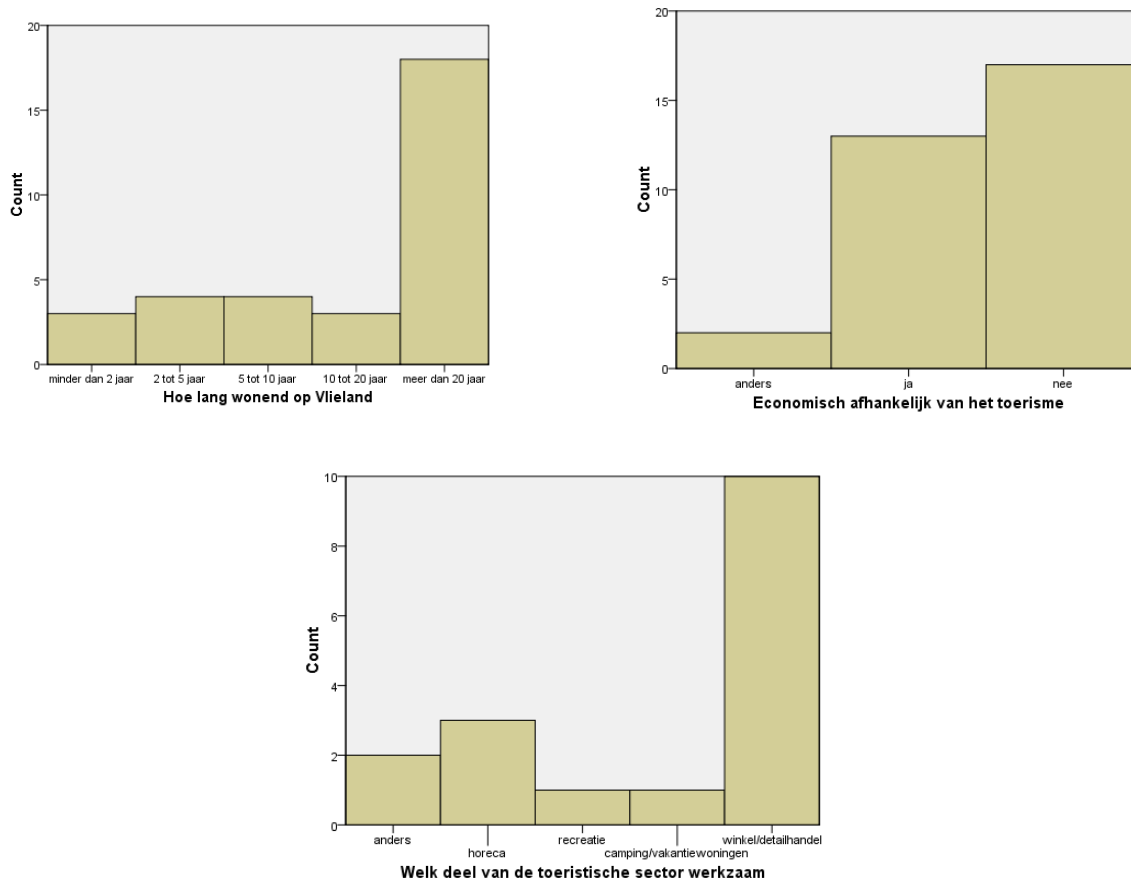 20
15
10
5
0
Count
minder dan 2 jaar 2 tot 5 jaar 5 tot 10 jaar 10 tot 20 jaar meer dan 20 jaar
Hoe lang wonend op Vlieland
20
15
10
5
0
Count
anders ja nee
Economisch afhankelijk van het toerisme
10
8
6
4
2
0
Count
anders recreatie winkel/detailhandel
horeca camping/vakantiewoningen
Welk deel van de toeristische sector werkzaam